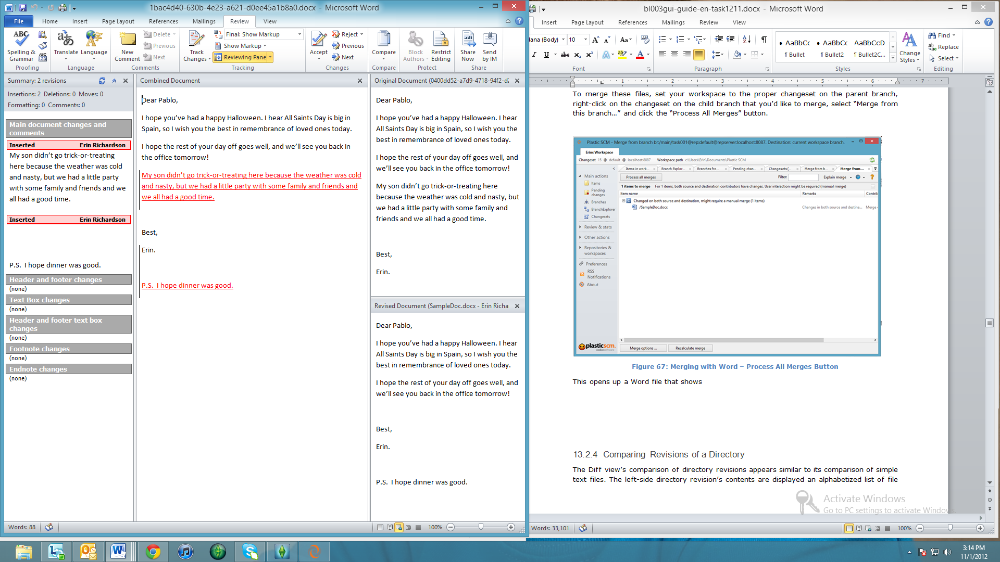 1bac4d40-630b-4e23-a621-d0ee45a1b8a0.docx - Microsoft Word
File Home Insert Page Layout References Mailings Review View
Spelling & Grammar
Translate Language
New Comment
Delete
Previous
Next
Track Changes
Final: Show Markup
Show Markup
Reviewing Pane
Accept
Reject
Previous
Next
Compare
Block Authors
Restrict Editing
Share Now
Send by IM
Proofing Language Comments Tracking Changes Compare Protect Share
Summary: 2 revisions
Insertions: 2 Deletions: 0 Moves: 0
Formatting: 0 Comments: 0
Main document changes and
comments
Inserted Erin Richardson
My son didn’t go trick-or-treating
here because the weather was cold
and nasty, but we had a little party
with some family and friends and we
all had a good time.
Inserted Erin Richardson
P.S. I hope dinner was good.
Header and footer changes
(none)
Text Box changes
(none)
Header and footer text box
changes
(none)
Footnote changes
(none)
Endnote changes
(none)
Combined Document
Dear Pablo,
I hope you’ve had a happy Halloween. I hear All Saints Day is big in
Spain, so I wish you the best in remembrance of loved ones today.
I hope the rest of your day off goes well, and we’ll see you back in
the office tomorrow!
My son didn’t go trick-or-treating here because the weather was cold
and nasty, but we had a little party with some family and friends and
we all had a good time.
Best,
Erin.
P.S. I hope dinner was good.
Original Document (0400dd52-a7d9-4718-94f2-d2
Dear Pablo,
I hope you’ve had a happy Halloween. I hear
All Saints Day is big in Spain, so I wish you the
best in remembrance of loved ones today.
I hope the rest of your day off goes well, and
we’ll see you back in the office tomorrow!
My son didn’t go trick-or-treating here
because the weather was cold and nasty, but
we had a little party with some family and
friends and we all had a good time.
Best,
Erin.
Revised Document (SampleDoc.docx - Erin Richa
Dear Pablo,
I hope you’ve had a happy Halloween. I hear
All Saints Day is big in Spain, so I wish you the
best in remembrance of loved ones today.
I hope the rest of your day off goes well, and
we’ll see you back in the office tomorrow!
Best,
Erin.
P.S. I hope dinner was good.
Words: 88
100%
bl003gui-guide-en-task1211.docx - Microsoft Word
Insert Page Layout References Mailings Review View
dana (Body) 10
AaBbCc AaBbCc AaBbCcD
¶ Bullet ¶ Bullet2 ¶ Bullet2C...
Change Styles
Find
Replace
Select
Font Paragraph Styles Editing
1 2 3 4 5 6 7
To merge these files, set your workspace to the proper changeset on the parent branch,
right-click on the changeset on the child branch that you’d like to merge, select “Merge from
this branch…” and click the “Process All Merges” button.
Plastic SCM - Merge from branch br:/main/task001@rep:default@repserver:localhost:8087. Destination: current workspace branch.
Erins Workspace
Changeset 15 @ default @ localhost:8087 Workspace path c:\Users\Erin\Documents\Plastic SCM
Items in work... Branch Explor... Branches fro... Pending chan... Changesets (... Merge from b... Merge from...
Process all merges Filter: Explain merge
1 items to merge For 1 items, both source and destination contributors have changes. User interaction might be required (manual merge)
Item name Remarks Contrib
Changed on both source and destination, might require a manual merge (1 items)
/SampleDoc.docx Changes in both source and destina... Merge
Main actions
Items
Pending
changes
Branches
BranchExplorer
Changesets
Review & stats
Other actions
Repositories &
workspaces
Preferences
RSS
Notifications
About
plasticscm.
codicesoftware
Merge options ... Recalculate merge
Figure 67: Merging with Word – Process All Merges Button
This opens up a Word file that shows
13.2.4 Comparing Revisions of a Directory
The Diff view’s comparison of directory revisions appears similar to its comparison of simple
text files. The left-side directory revision’s contents are displayed an alphabetized list of file
Activate Windows
Go to PC settings to activate Windows.
Words: 33,101
100%
3:14 PM
11/1/2012